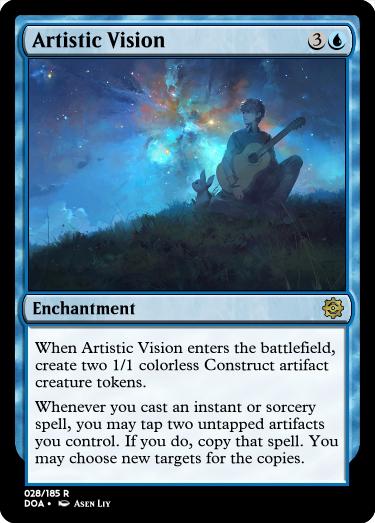 Artistic Vision 3
Enchantment
When Artistic Vision enters the battlefield,
create two 1/1 colorless Construct artifact
creature tokens.
Whenever you cast an instant or sorcery
spell, you may tap two untapped artifacts
you control. If you do, copy that spell. You
may choose new targets for the copies.
028/185 R
DOA • Asen Liy